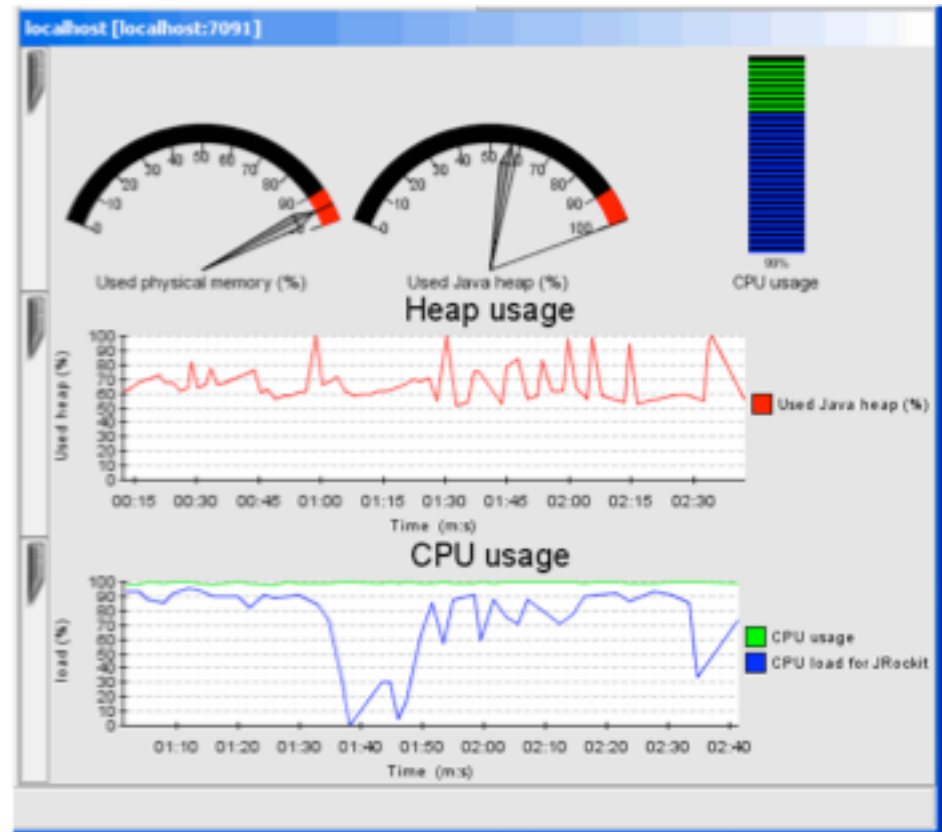 localhost [localhost:7091]
0 10 20 30 40 50 60 70 80 90
0 10 20 30 40 50 60 70 80 90 100
99%
Used physical memory (%)
Used Java heap (%)
CPU usage
Heap usage
Used heap (%)
100
90
80
70
60
50
40
30
20
10
0
00:15 00:30 00:45 01:00 01:15 01:30 01:45 02:00 02:15 02:30
Time (m:s)
Used Java heap (%)
CPU usage
load (%)
100
90
80
70
60
50
40
30
20
10
0
01:10 01:20 01:30 01:40 01:50 02:00 02:10 02:20 02:30 02:40
Time (m:s)
CPU usage
CPU load for JRockit